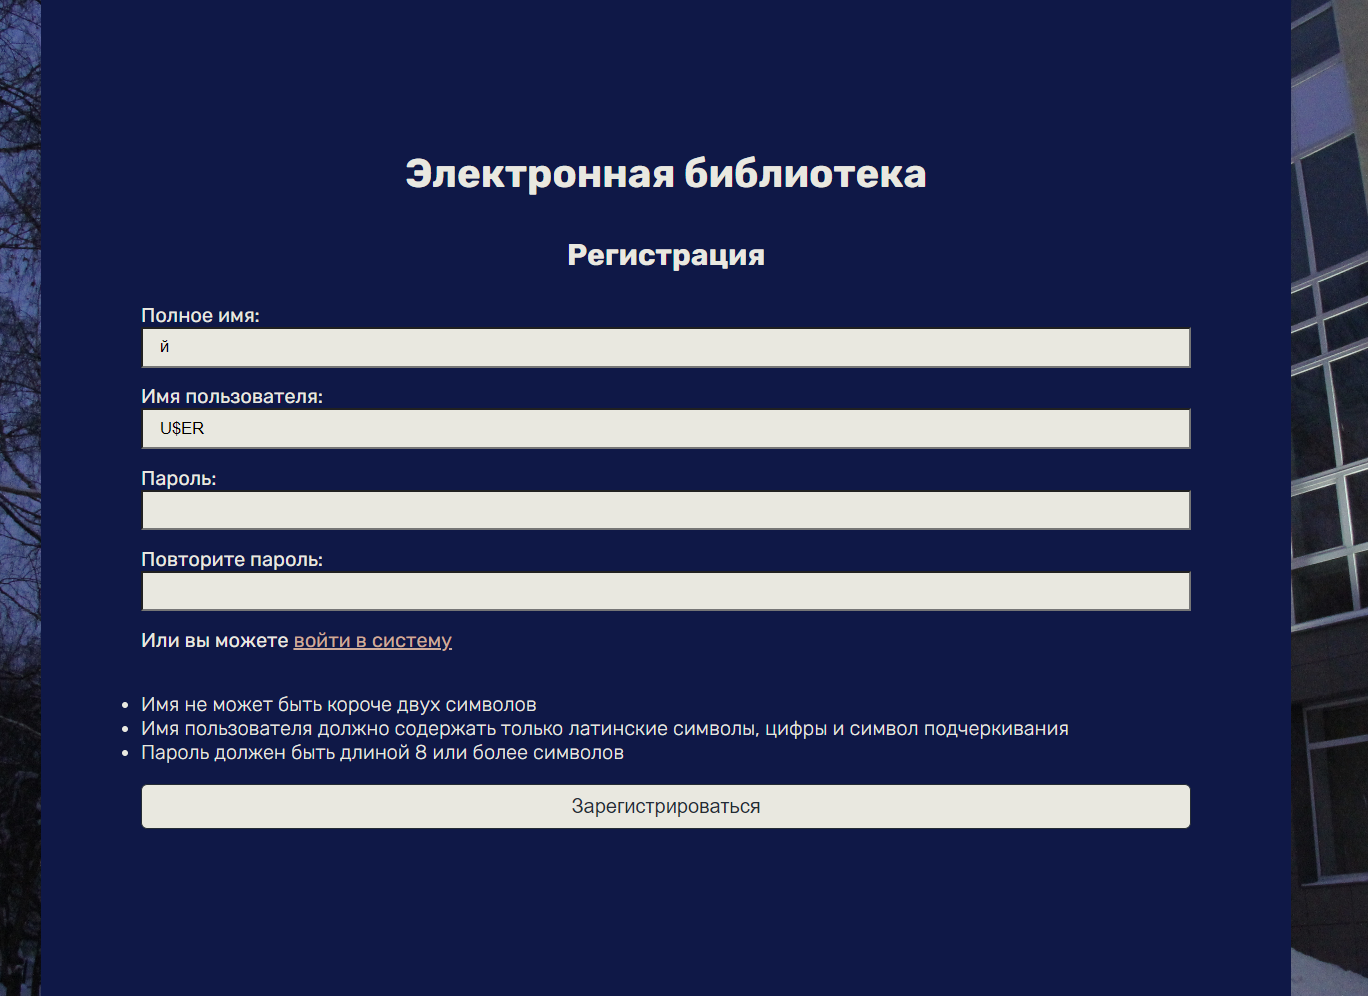 Электронная библиотека
Регистрация
Полное имя:
й
Имя пользователя:
U$ER
Пароль:
Повторите пароль:
Или вы можете войти в систему
Имя не может быть короче двух символов
Имя пользователя должно содержать только латинские символы, цифры и символ подчеркивания
Пароль должен быть длиной 8 или более символов
Зарегистрироваться